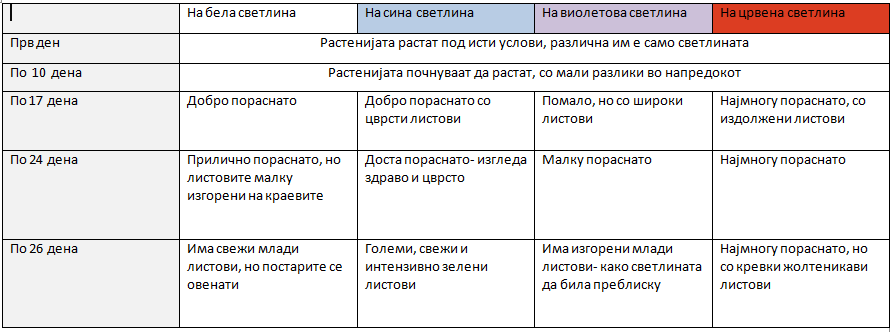 На бела светлина На сина светлина На виолетова светлина На црвена светлина
Прв ден Растенијата растат под исти услови, различна им е само светлината
По 10 дена Растенијата почнуваат да растат, со мали разлики во напредокот
По 17 дена Добро пораснато Добро пораснато со Помало, но со широки Најмногу пораснато, со
цврсти листови листови издолжени листови
По 24 дена Прилично пораснато, но Доста пораснато- изгледа Малку пораснато Најмногу пораснато
листовите малку здраво и цврсто
изгорени на краевите
По 26 дена Има свежи млади Големи, свежи и Има изгорени млади Најмногу пораснато, но
листови, но постарите се интензивно зелени листови- како светлината со кревки жолтеникави
овенати листови да била преблиску листови